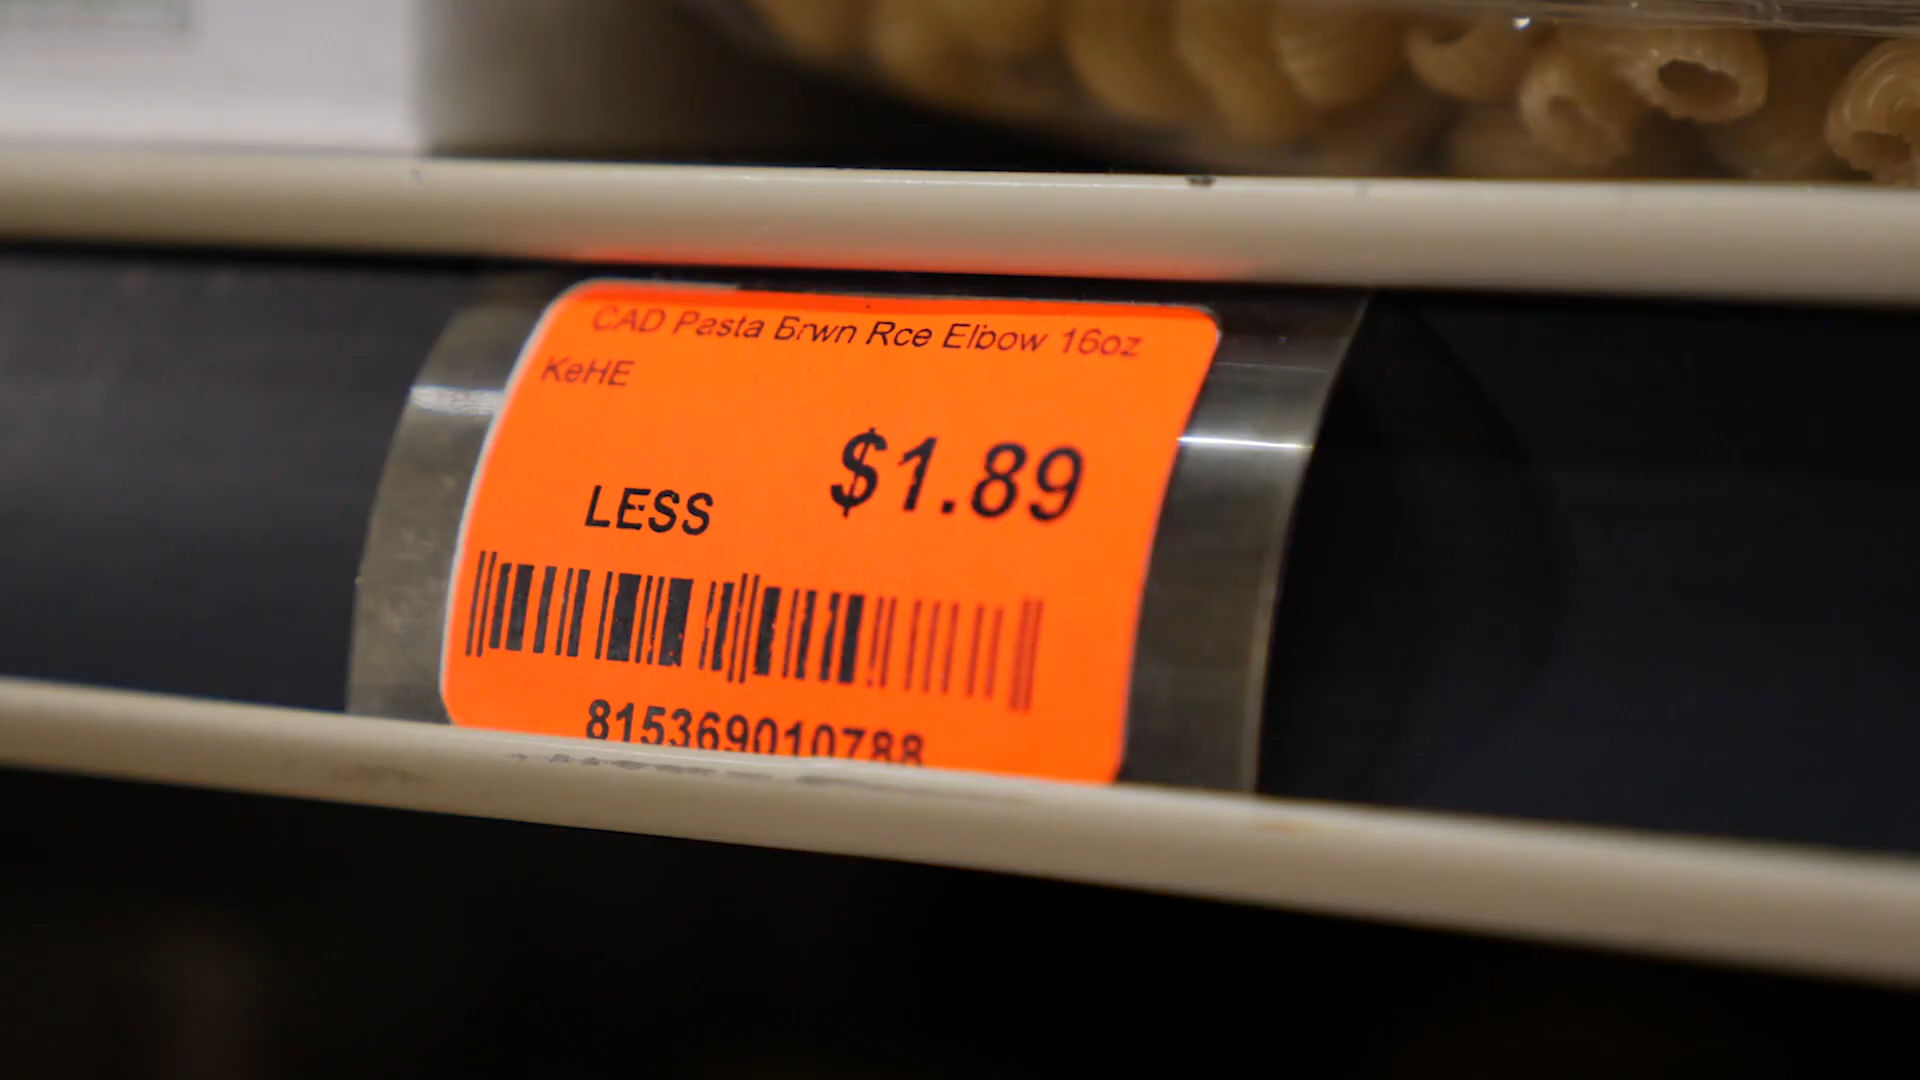 CAD Pasta Brwn Rce Elbow 16oz
KeHE
$1.89
LESS
815369010788